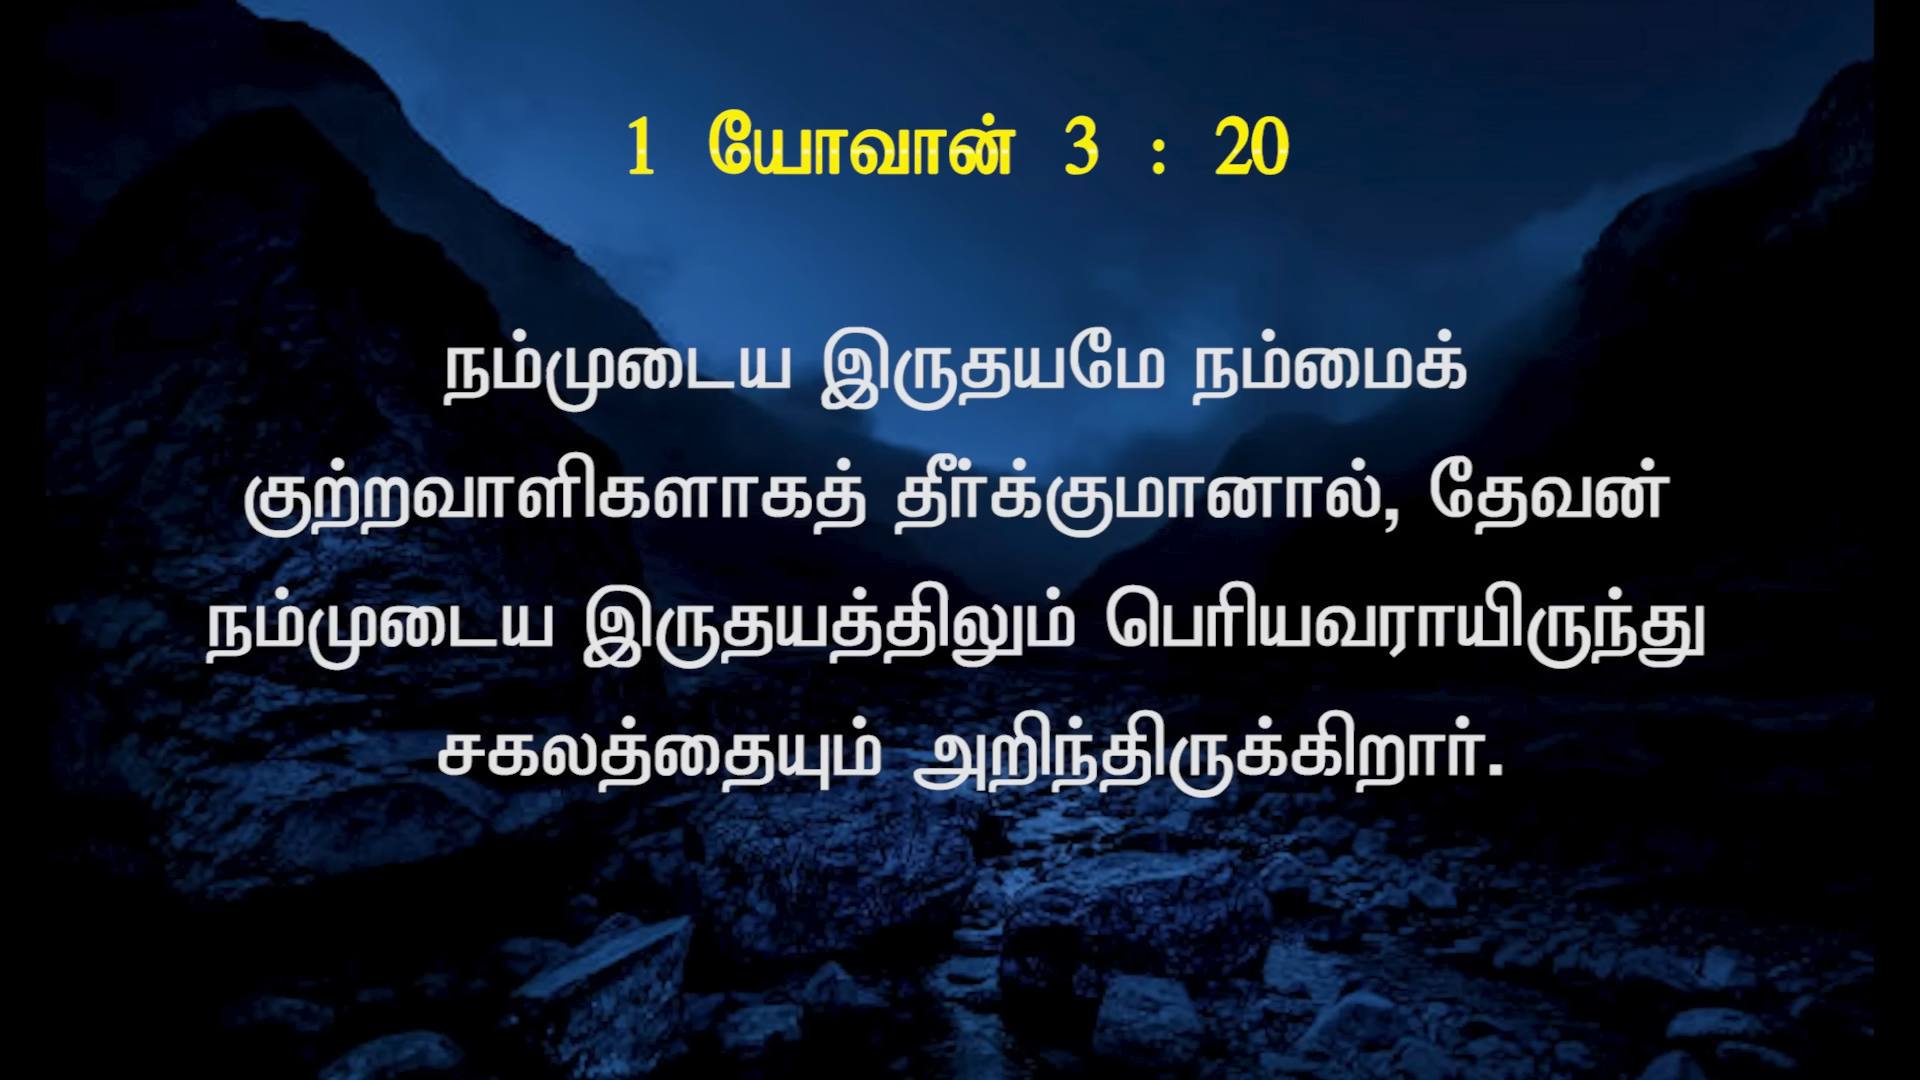 1 யோவான் 3 : 20
நம்முடைய இருதயமே நம்மைக்
குற்றவாளிகளாகத் தீர்க்குமானால், தேவன்
நம்முடைய இருதயத்திலும் பெரியவராயிருந்து
சகலத்தையும் அறிந்திருக்கிறார்.